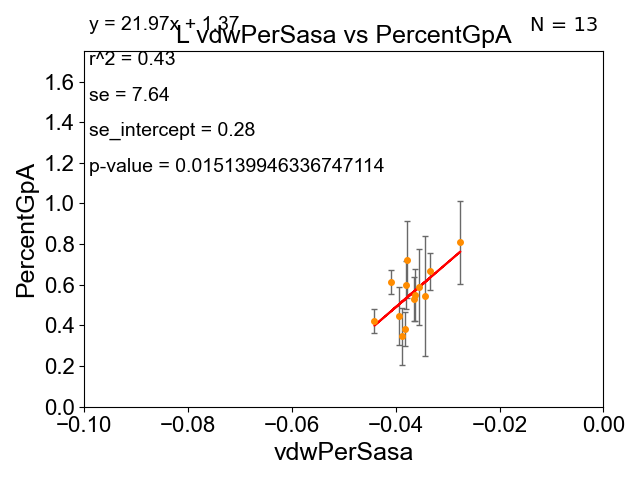 y = 21.97x + 1.37
N = 13
L vdwPerSasa vs PercentGpA
r^2 = 0.43
se = 7.64
se_intercept = 0.28
p-value = 0.015139946336747114
PercentGpA
1.6
1.4
1.2
1.0
0.8
0.6
0.4
0.2
0.0
−0.10 −0.08 −0.06 −0.04 −0.02 0.00
vdwPerSasa